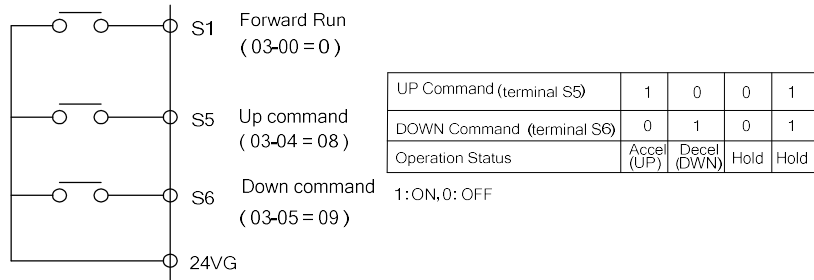 S1 Forward Run
( 03-00 = 0 )
S5 Up command
( 03-04 = 08 )
S6 Down command
( 03-05 = 09 )
24VG
UP Command (terminal S5) 1 0 0 1
DOWN Command (terminal S6) 0 1 0 1
Operation Status Accel (UP) Decel (DWN) Hold Hold
1:ON,0: OFF